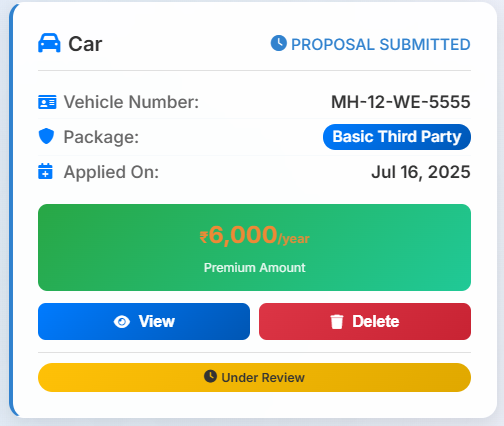 Car
PROPOSAL SUBMITTED
Vehicle Number: MH-12-WE-5555
Package: Basic Third Party
Applied On: Jul 16, 2025
₹6,000/year
Premium Amount
View
Delete
Under Review